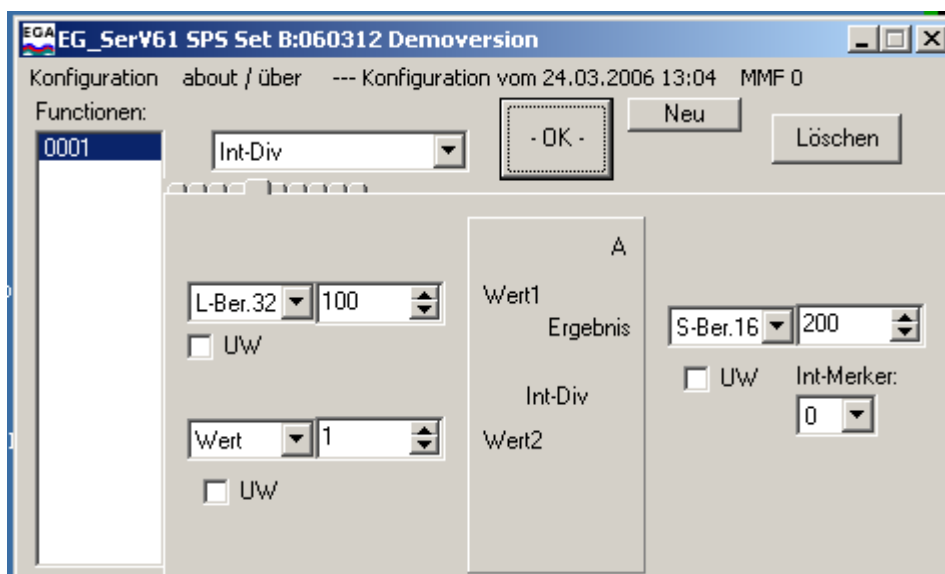 EGA EG_SerV61 SPS Set B:060312 Demoversion
Konfiguration about / über --- Konfiguration vom 24.03.2006 13:04 MMF 0
Functionen:
0001
Int-Div
- OK -
Neu
Löschen
A
L-Ber.32 100
Wert1
UW
Ergebnis
S-Ber.16 200
UW
Int-Merker:
0
Int-Div
Wert 1
Wert2
UW